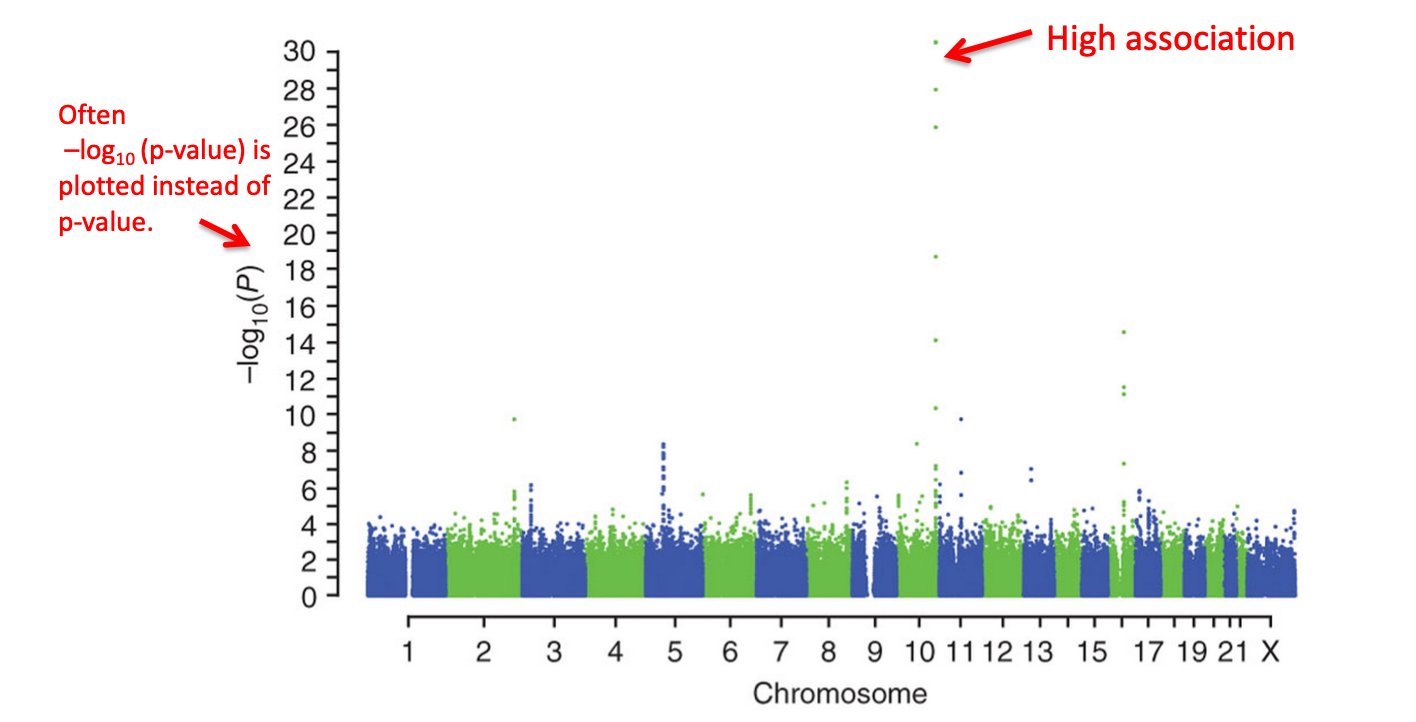 High association
Often
–log10 (p-value) is
plotted instead of
p-value.
–log10(P)
30
28
26
24
22
20
18
16
14
12
10
8
6
4
2
0
1 2 3 4 5 6 7 8 9 10 11 12 13 15 17 19 21 X
Chromosome